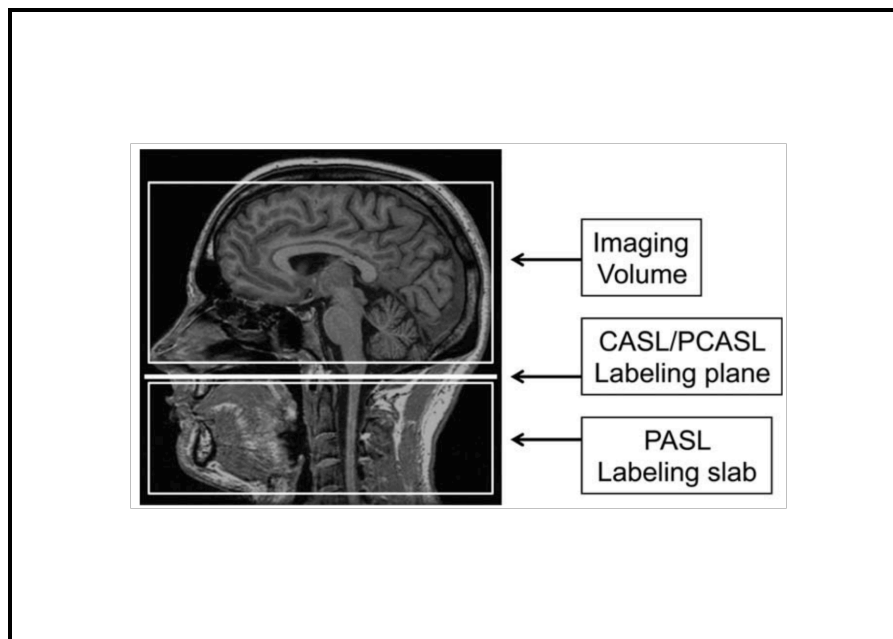 Imaging
Volume
CASL/PCASL
Labeling plane
PASL
Labeling slab